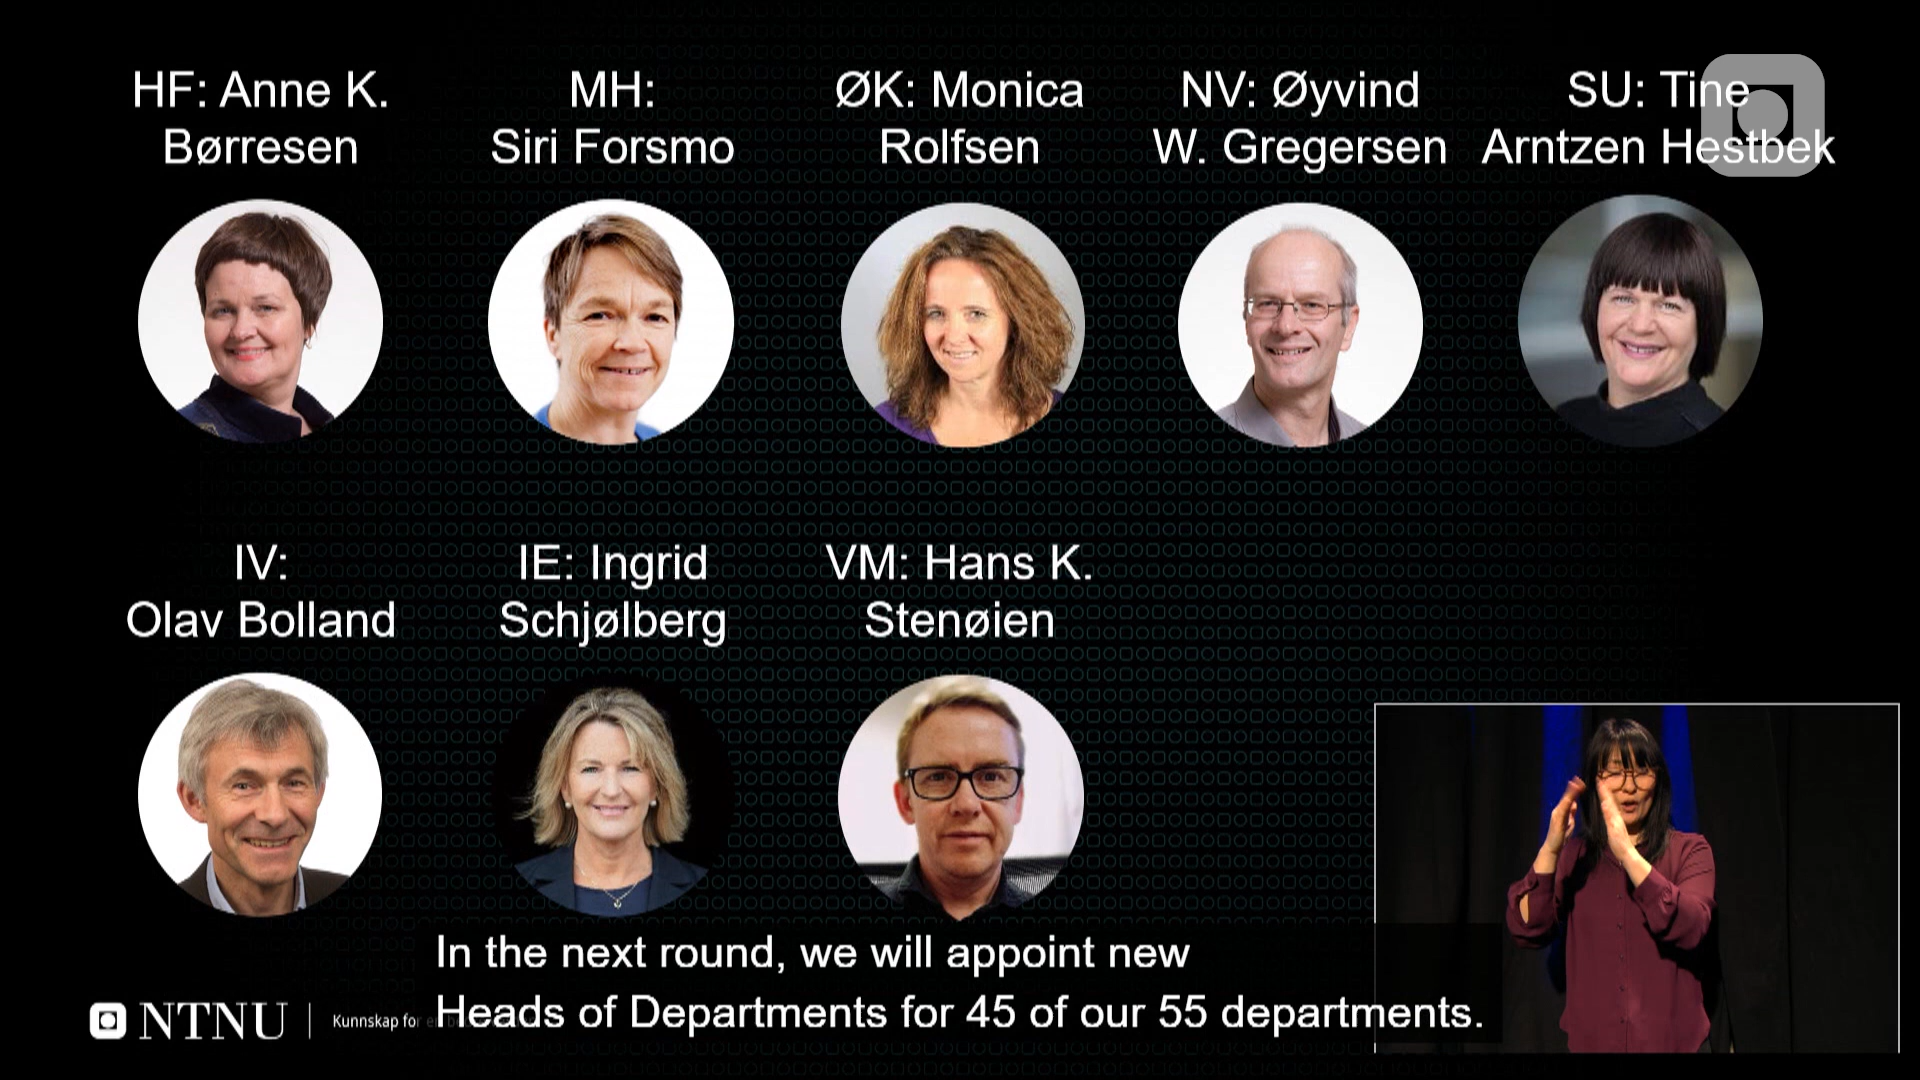 HF: Anne K.
Børresen
MH:
Siri Forsmo
ØK: Monica
Rolfsen
NV: Øyvind
W. Gregersen
SU: Tine
Arntzen Hestbek
IV:
Olav Bolland
IE: Ingrid
Schjølberg
VM: Hans K.
Stenøien
In the next round, we will appoint new
Heads of Departments for 45 of our 55 departments.
NTNU
Kunnskap for